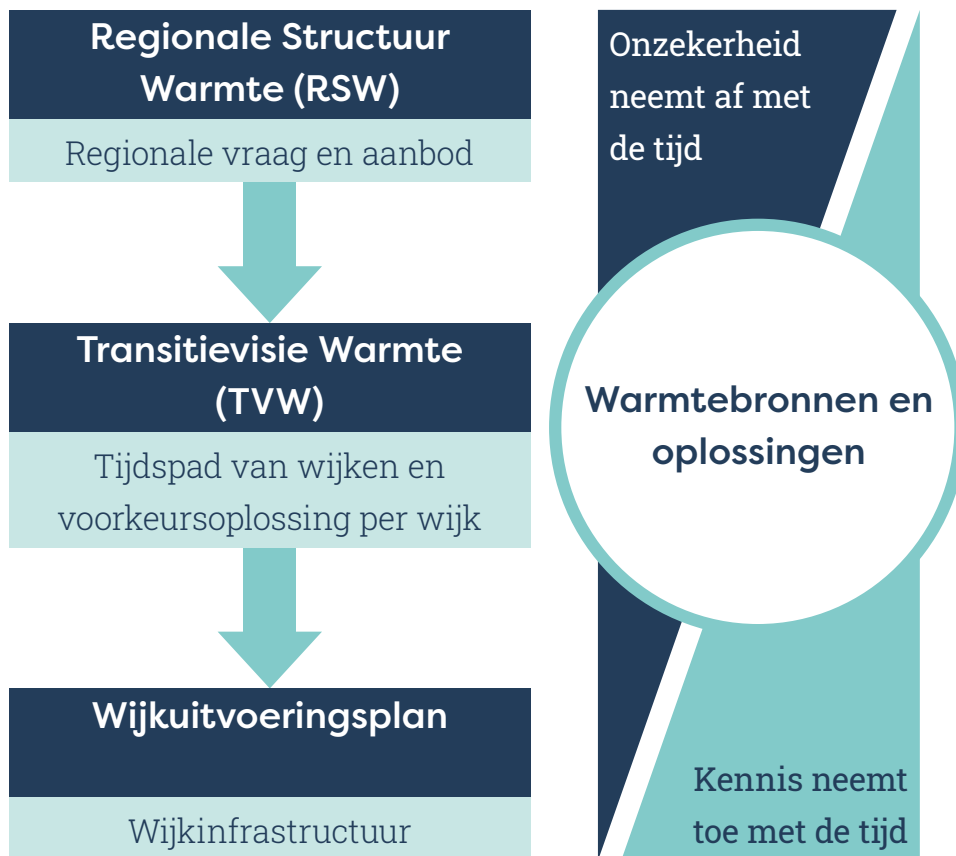 Regionale Structuur
Warmte (RSW)
Regionale vraag en aanbod
Transitievisie Warmte
(TVW)
Tijdspad van wijken en
voorkeursoplossing per wijk
Wijkuitvoeringsplan
Wijkinfrastructuur
Onzekerheid
neemt af met
de tijd
Warmtebronnen en
oplossingen
Kennis neemt
toe met de tijd